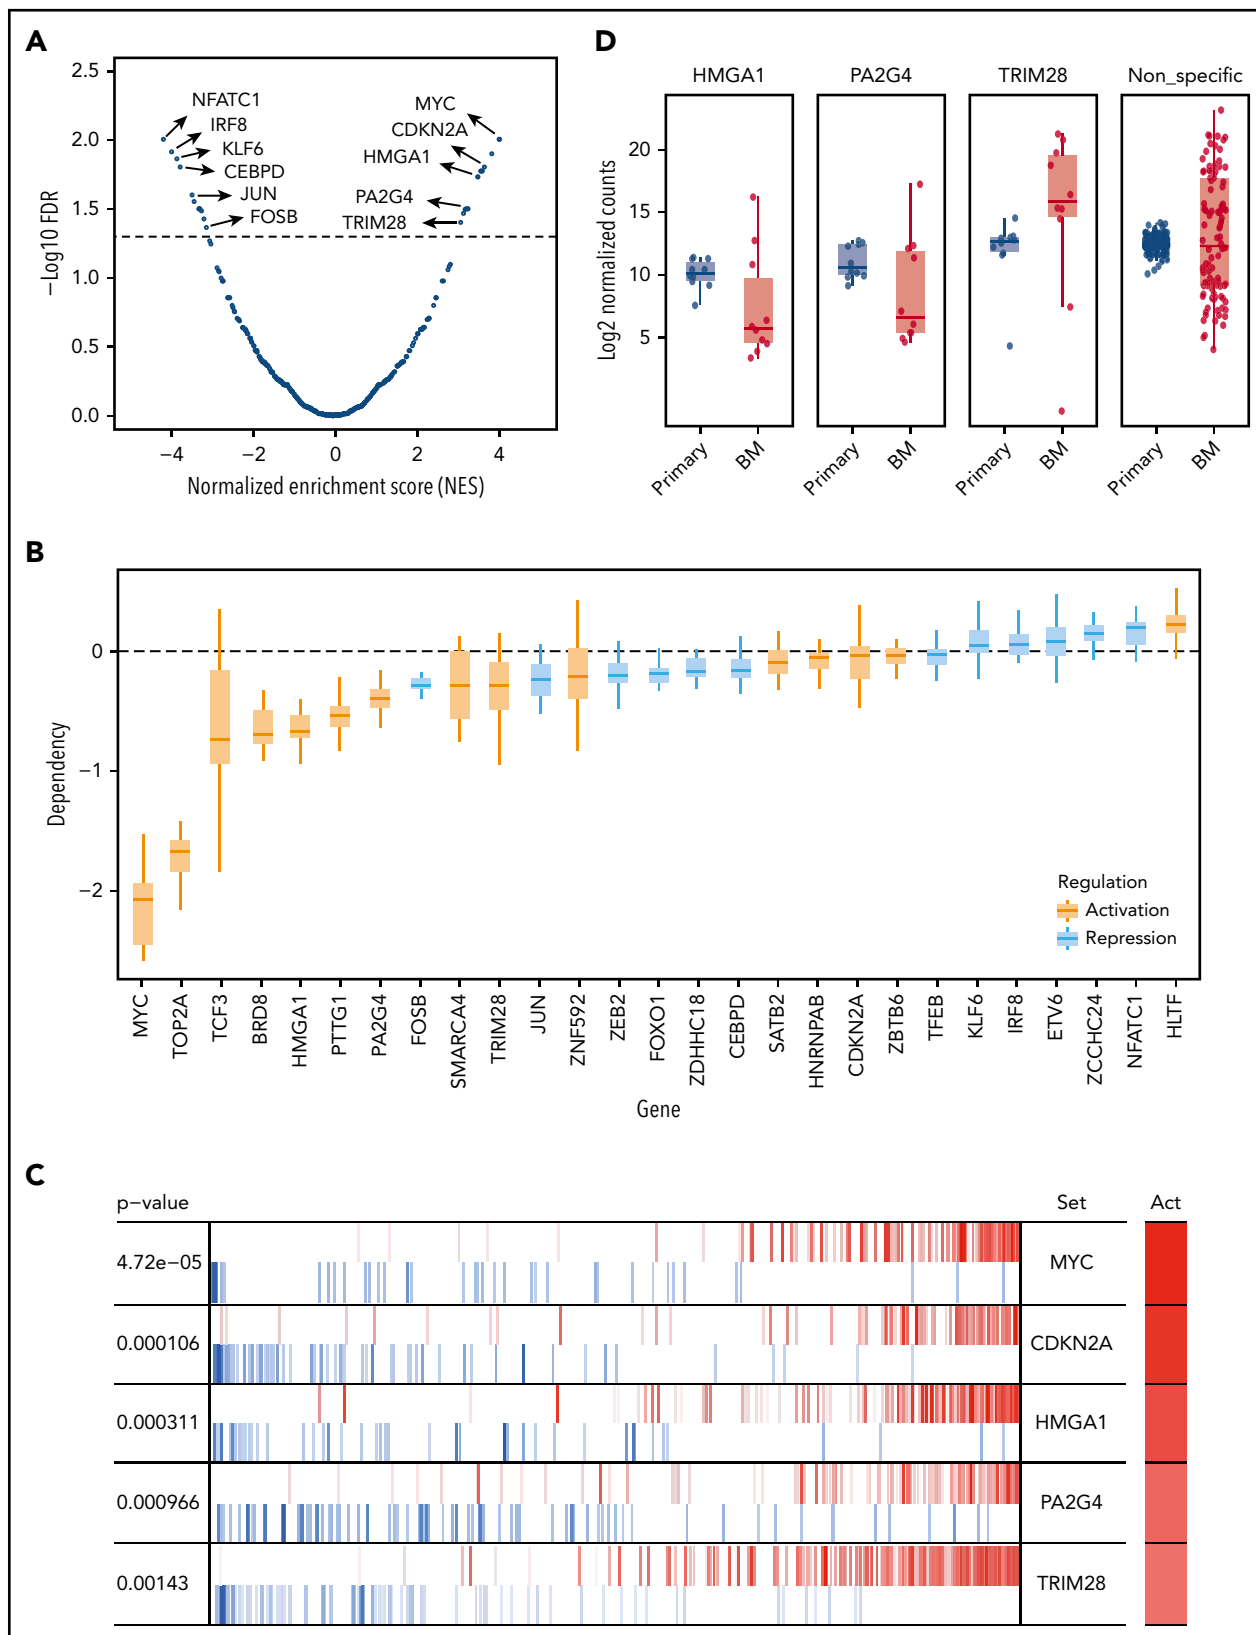 A
2.5
2.0
1.5
1.0
0.5
0.0
−Log10 FDR
NFATC1
IRF8
KLF6
CEBPD
JUN
FOSB
MYC
CDKN2A
HMGA1
PA2G4
TRIM28
−4
−2
0
2
4
Normalized enrichment score (NES)
D
HMGA1
PA2G4
TRIM28
Non_specific
Log2 normalized counts
20
15
10
5
Primary
BM
Primary
BM
Primary
BM
Primary
BM
B
Dependency
0
−1
−2
Regulation
Activation
Repression
MYC
TOP2A
TCF3
BRD8
HMGA1
PTTG1
PA2G4
FOSB
SMARCA4
TRIM28
JUN
ZNF592
ZEB2
FOXO1
ZDHHC18
CEBPD
SATB2
HNRNPAB
CDKN2A
ZBTB6
TFEB
KLF6
IRF8
ETV6
ZCCHC24
NFATC1
HLTF
Gene
C
p−value Set Act
4.72e−05 MYC
0.000106 CDKN2A
0.000311 HMGA1
0.000966 PA2G4
0.00143 TRIM28